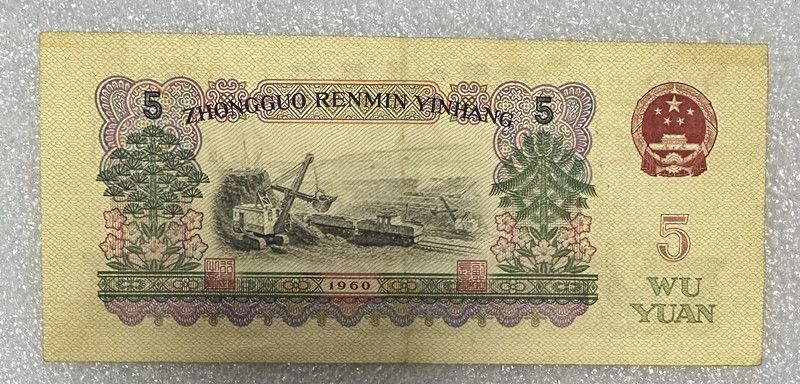 5 ZHONGGUO RENMIN YINHANG 5
1960
5
WU
YUAN